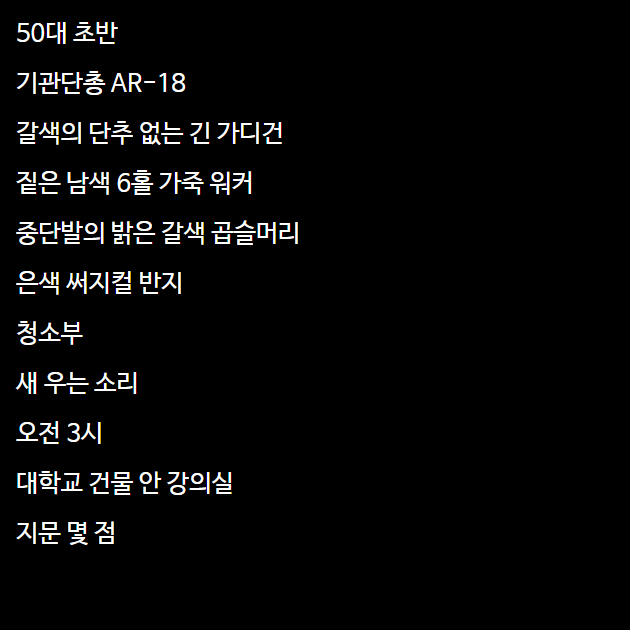 50대 초반
기관단총 AR-18
갈색의 단추 없는 긴 가디건
짙은 남색 6홀 가죽 워커
중단발의 밝은 갈색 곱슬머리
은색 써지컬 반지
청소부
새 우는 소리
오전 3시
대학교 건물 안 강의실
지문 몇 점